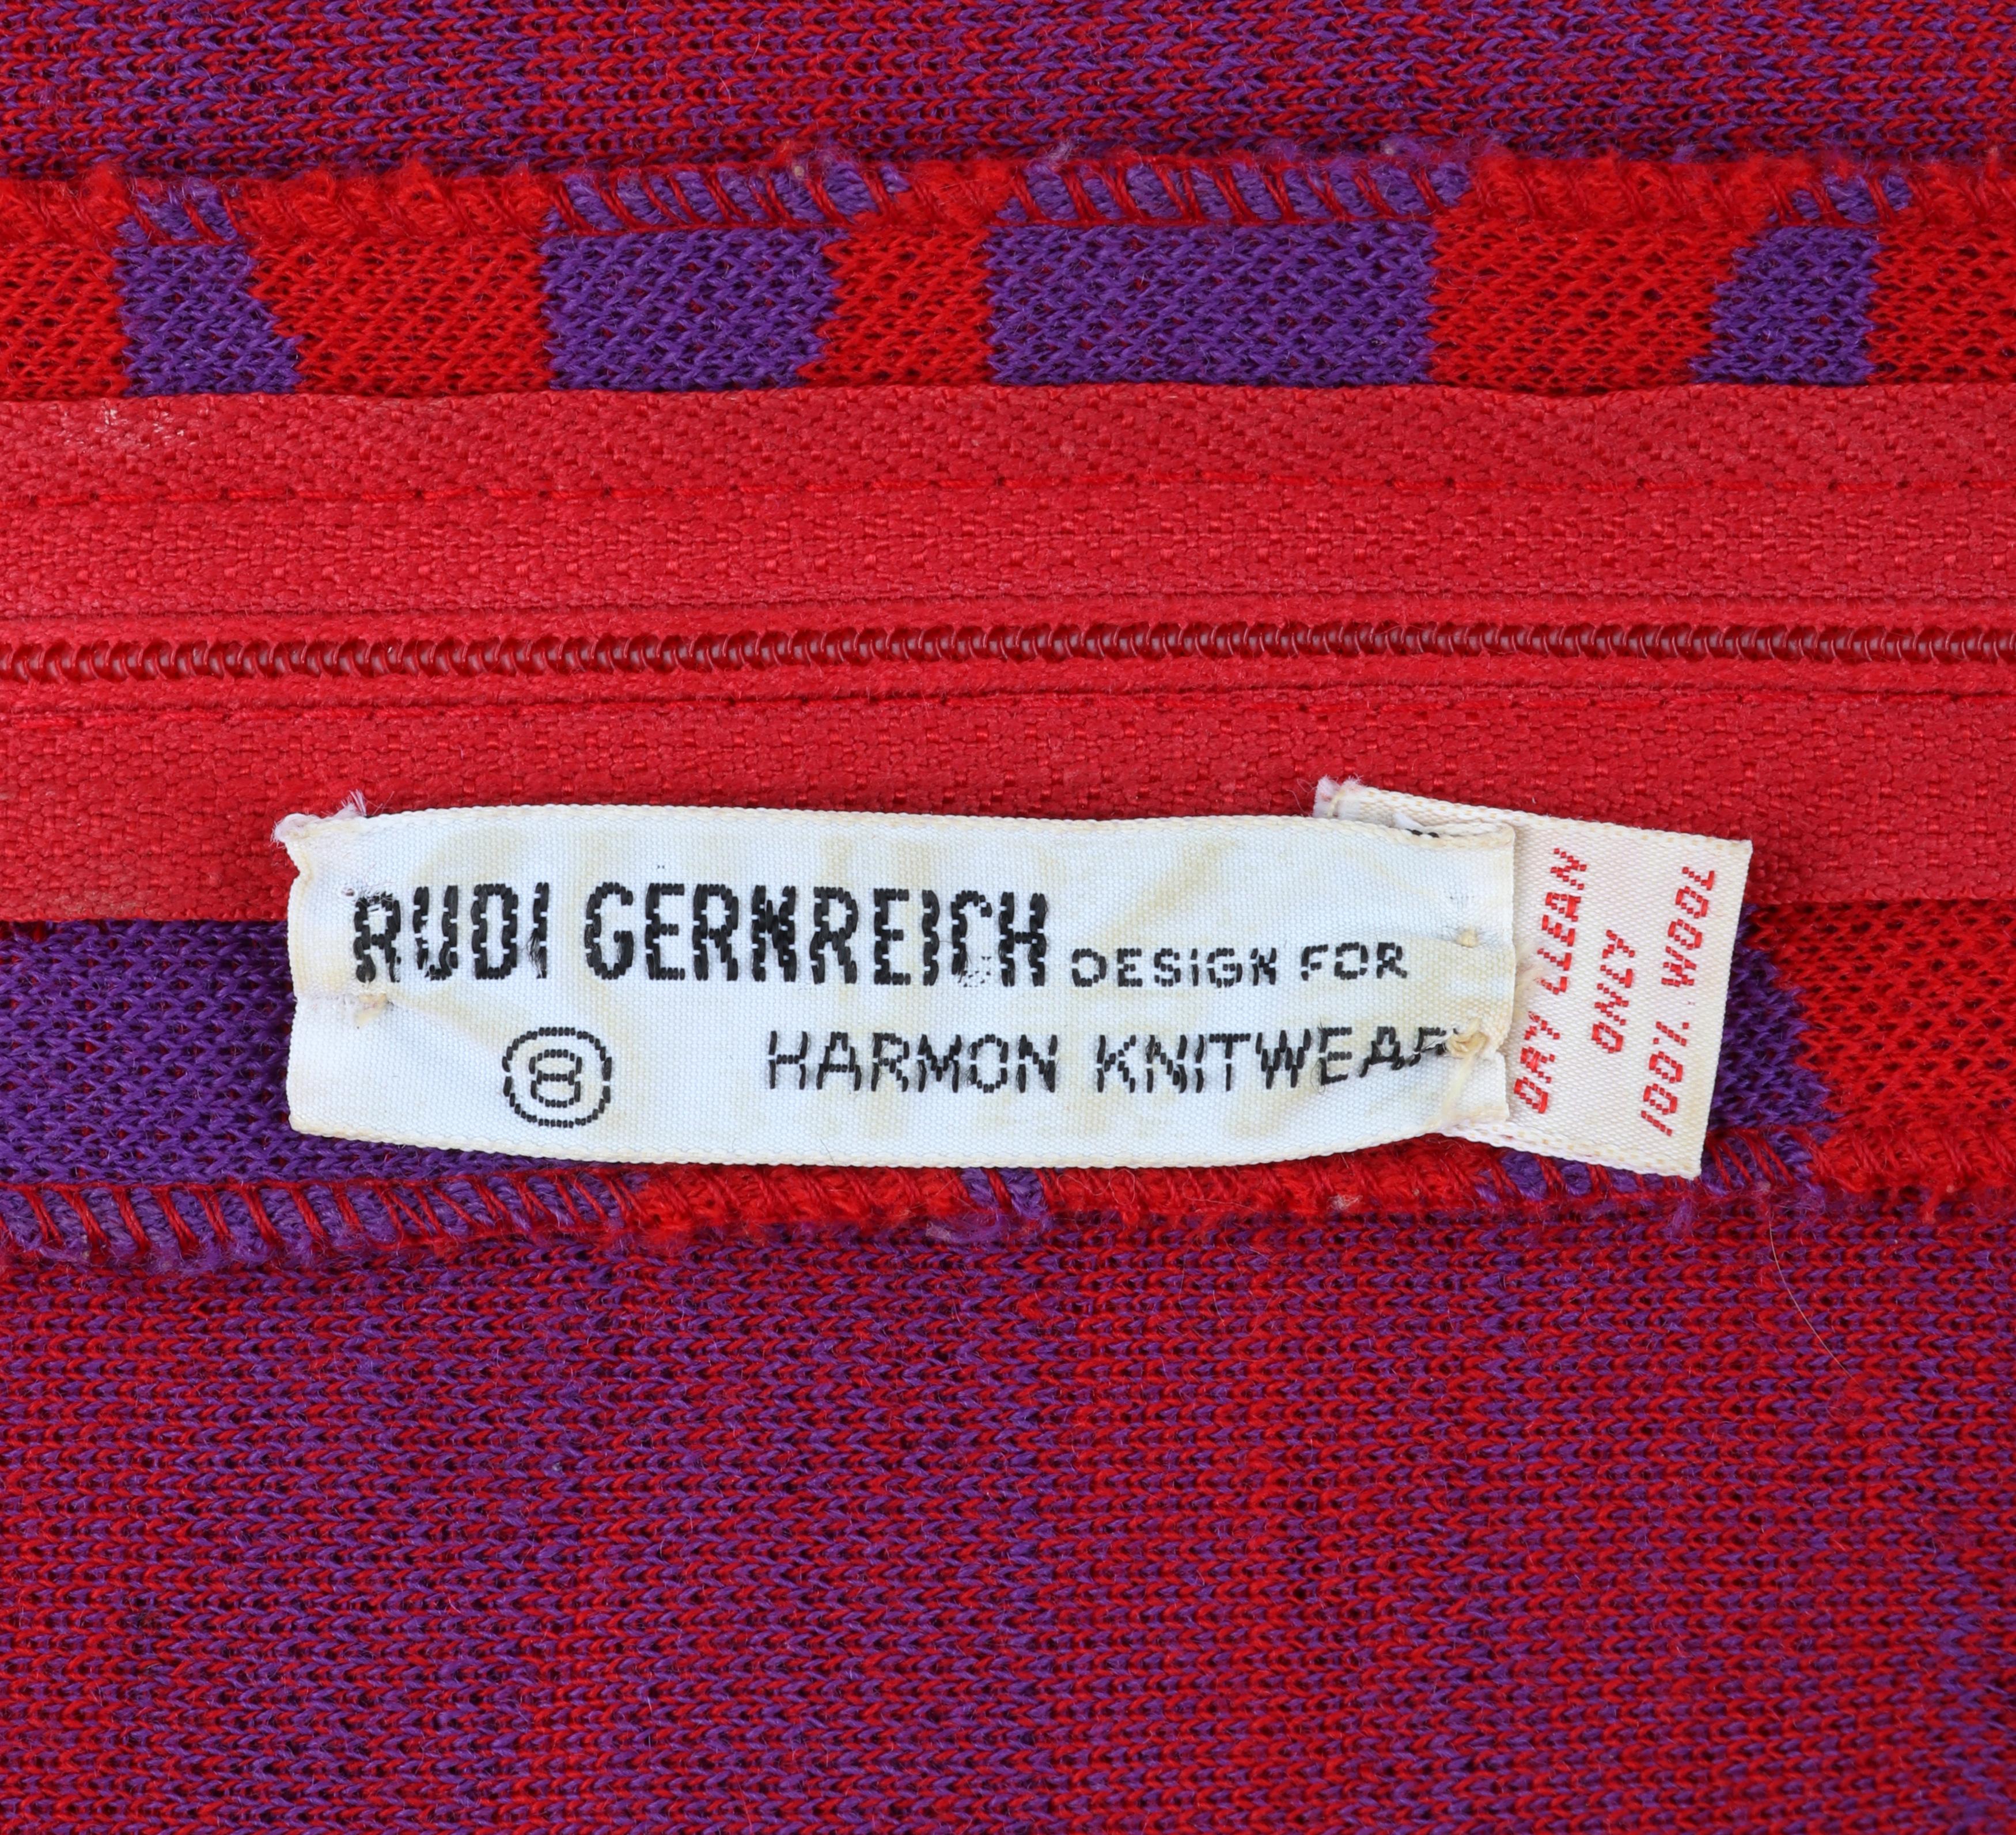 RUDI GERNREICH DESIGN FOR
8 HARMON KNITWEAR
DRY CLEAN
ONLY
100% WOOL